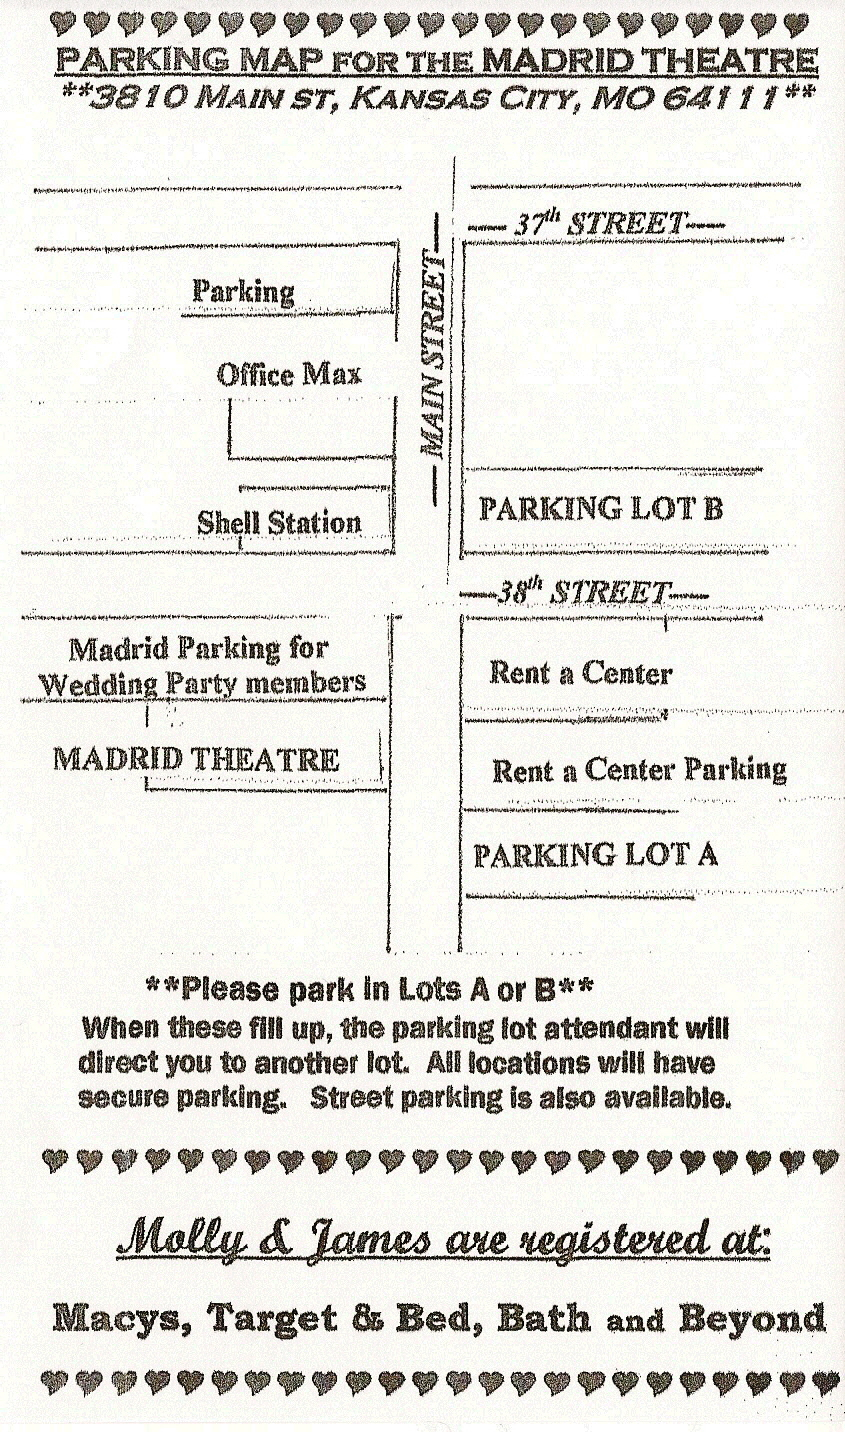 PARKING MAP FOR THE MADRID THEATRE
**3810 MAIN ST, KANSAS CITY, MO 64111**
37th STREET
MAIN STREET
Parking
Office Max
Shell Station
PARKING LOT B
38th STREET
Madrid Parking for
Wedding Party members
Rent a Center
MADRID THEATRE
Rent a Center Parking
PARKING LOT A
**Please park in Lots A or B**
When these fill up, the parking lot attendant will
direct you to another lot. All locations will have
secure parking. Street parking is also available.
Molly & James are registered at:
Macys, Target & Bed, Bath and Beyond